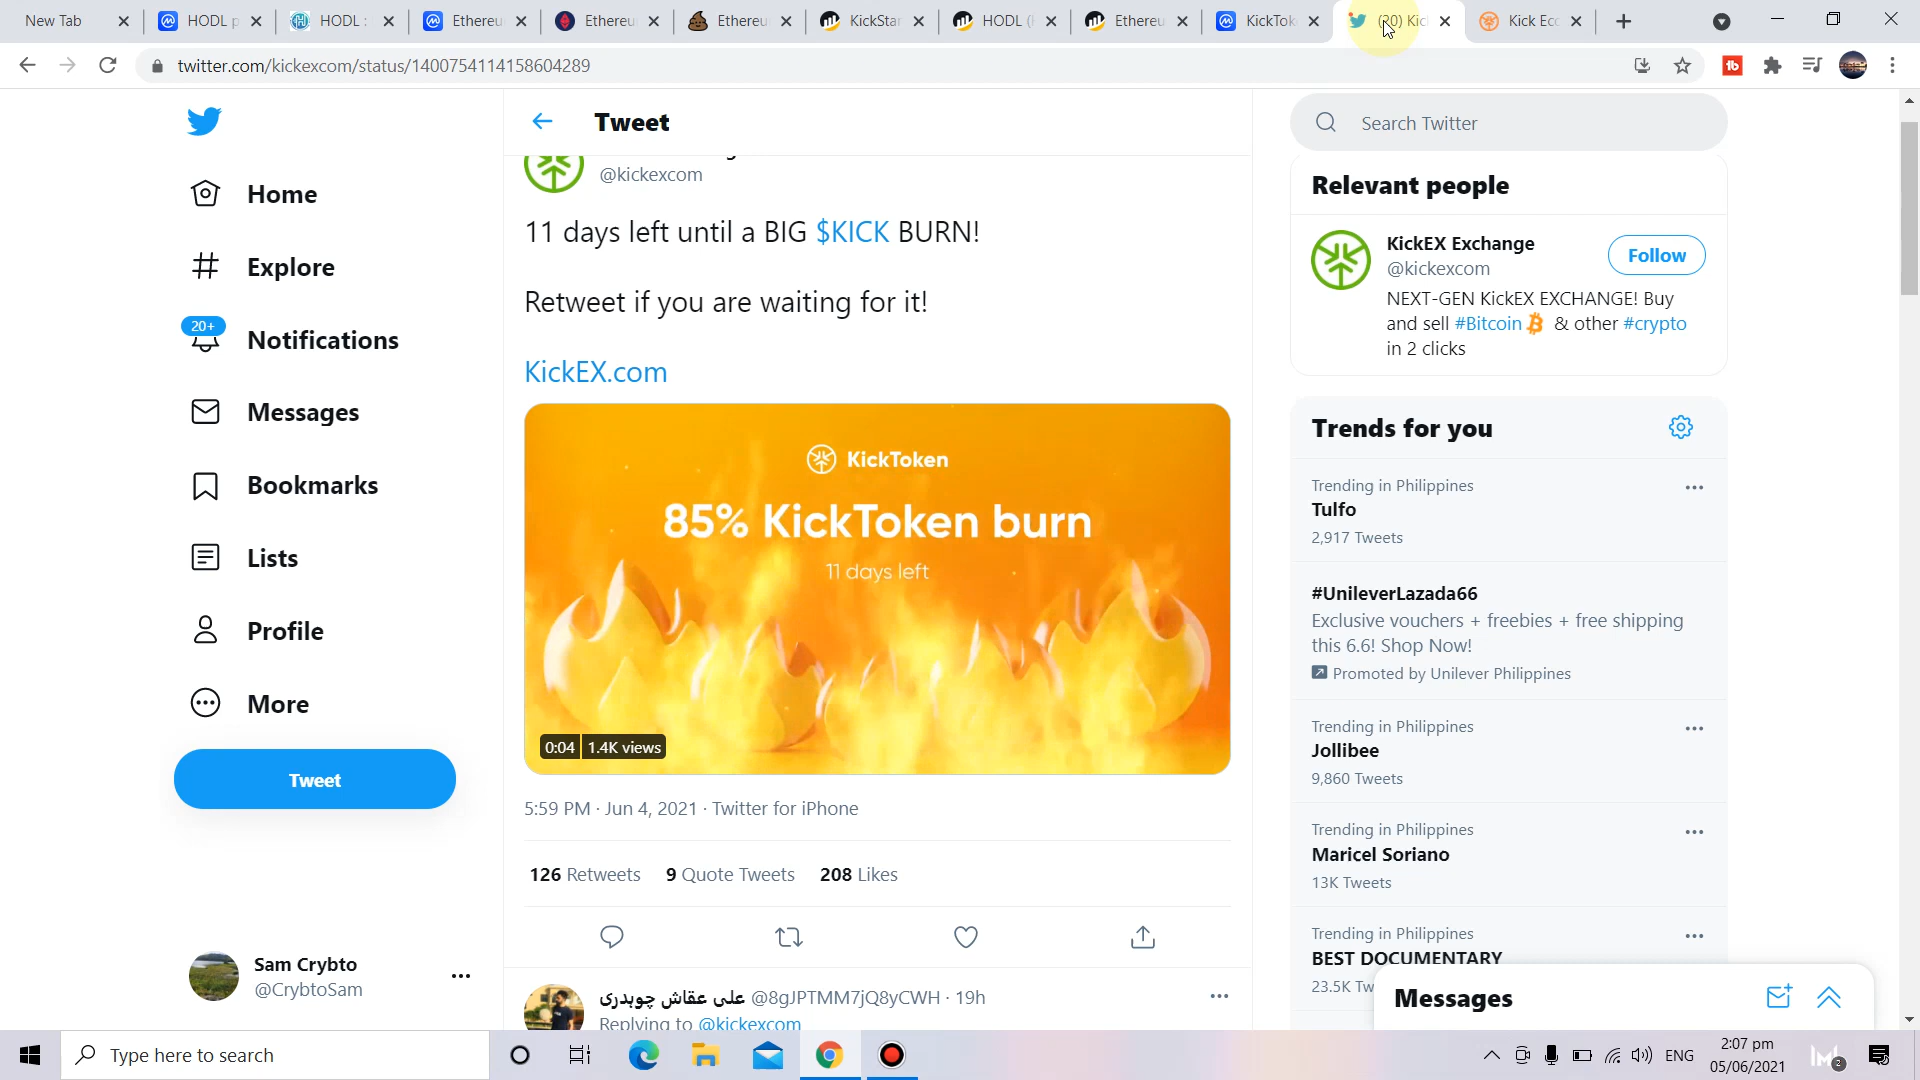 New Tab
HODL p
HODL :
Ethereu
Ethereu
Ethereu
KickStar
HODL (
Ethereu
KickTok
(20) Kic
Kick Ec
twitter.com/kickexcom/status/1400754114158604289
Home
Explore
20+
Notifications
Messages
Bookmarks
Lists
Profile
More
Tweet
Sam Crybto
@CrybtoSam
Tweet
@kickexcom
11 days left until a BIG $KICK BURN!
Retweet if you are waiting for it!
KickEX.com
KickToken
85% KickToken burn
11 days left
0:04 1.4K views
5:59 PM · Jun 4, 2021 · Twitter for iPhone
126 Retweets 9 Quote Tweets 208 Likes
علی عقاش چوہدری @8gJPTMM7jQ8yCWH · 19h
Replying to @kickexcom
Search Twitter
Relevant people
KickEX Exchange
@kickexcom
Follow
NEXT-GEN KickEX EXCHANGE! Buy
and sell #Bitcoin & other #crypto
in 2 clicks
Trends for you
Trending in Philippines
Tulfo
2,917 Tweets
#UnileverLazada66
Exclusive vouchers + freebies + free shipping
this 6.6! Shop Now!
Promoted by Unilever Philippines
Trending in Philippines
Jollibee
9,860 Tweets
Trending in Philippines
Maricel Soriano
13K Tweets
Trending in Philippines
BEST DOCUMENTARY
23.5K Tw
Messages
Type here to search
ENG
2:07 pm
05/06/2021
2